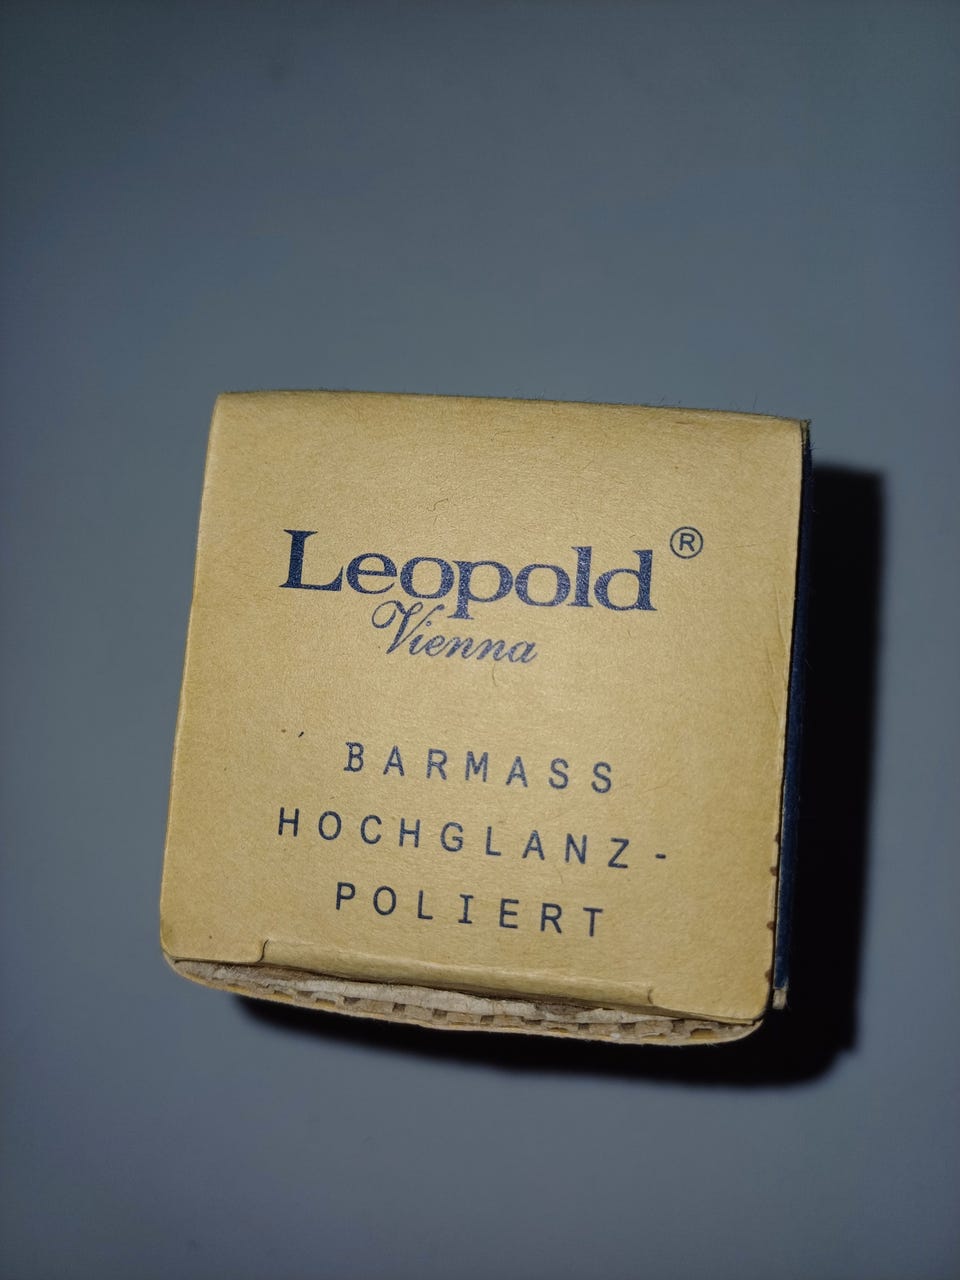 Leopold®
Vienna
BARMASS
HOCHGLANZ-
POLIERT